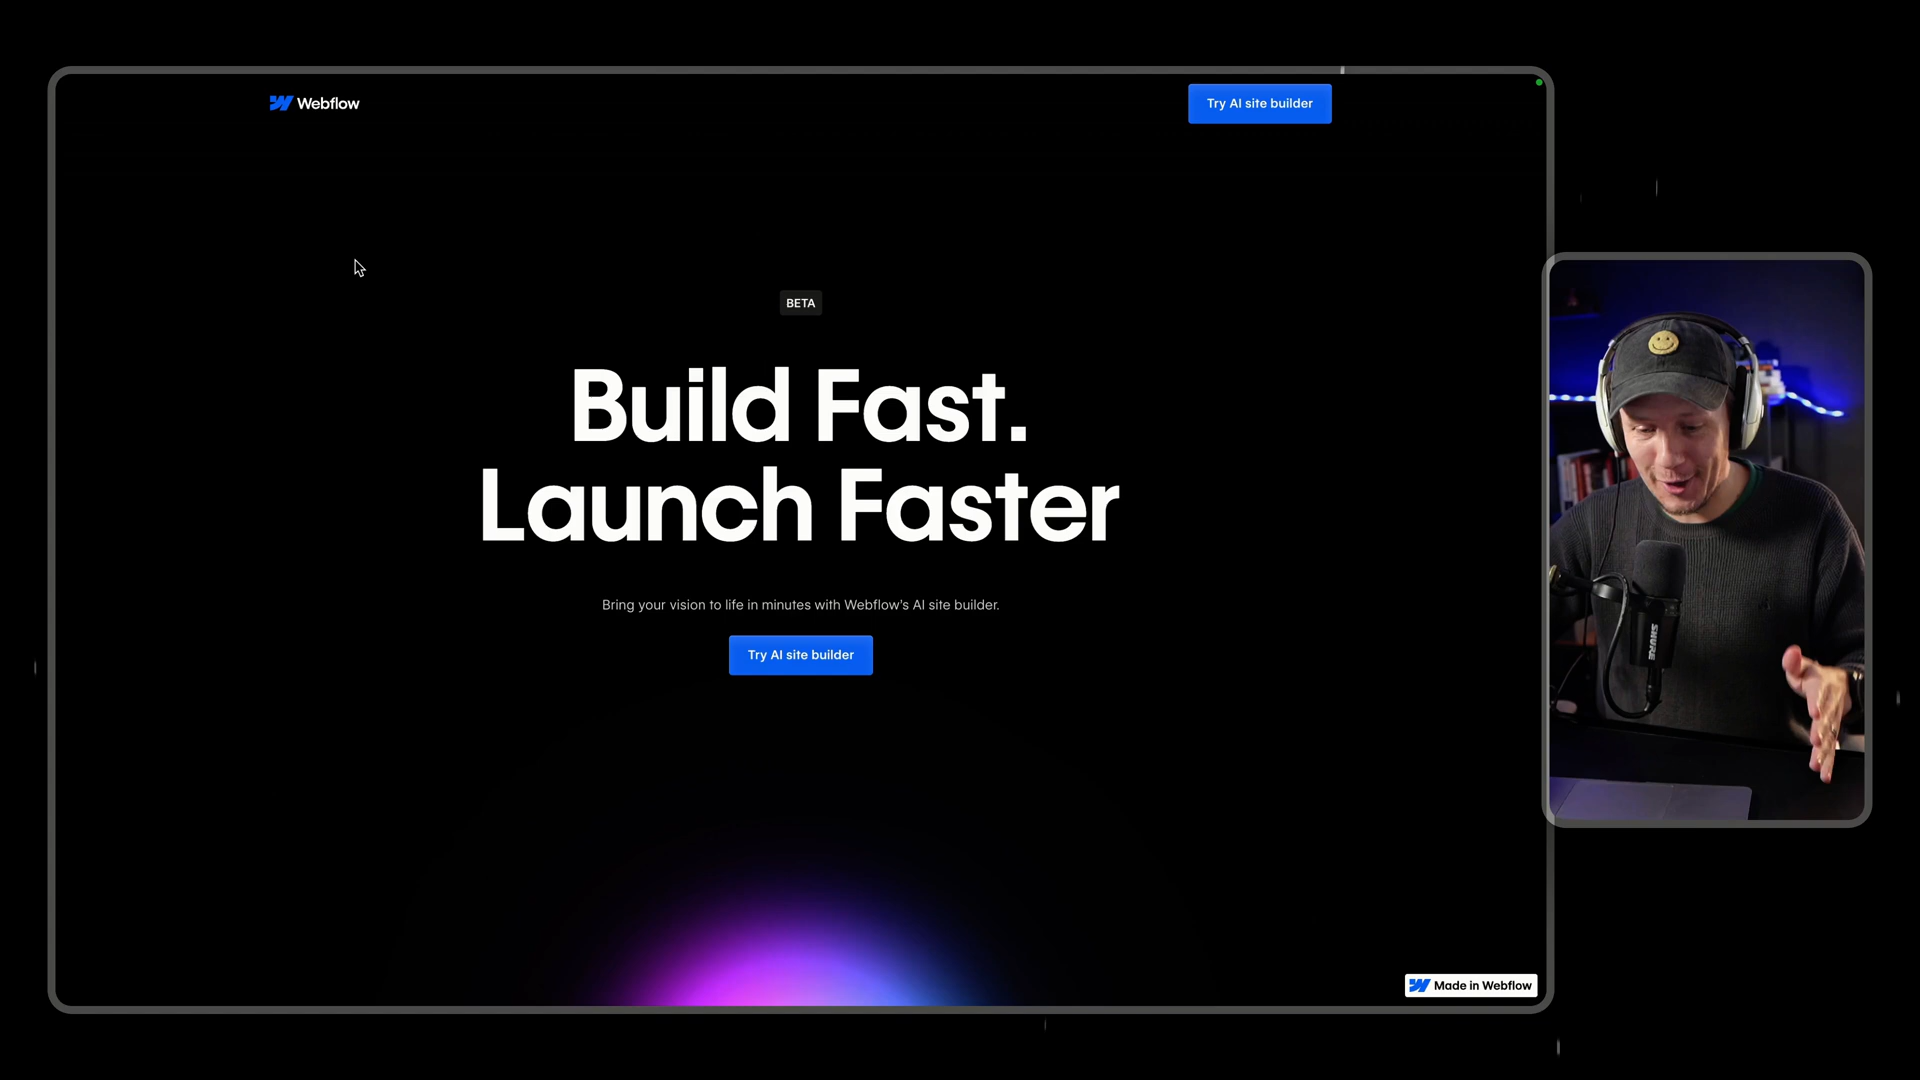 Webflow
Try AI site builder
BETA
Build Fast.
Launch Faster
Bring your vision to life in minutes with Webflow's AI site builder.
Try AI site builder
SHURE
Made in Webflow